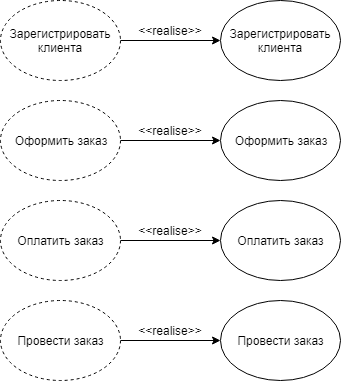 Зарегистрировать
клиента
<<realise>>
Зарегистрировать
клиента
Оформить заказ
<<realise>>
Оформить заказ
Оплатить заказ
<<realise>>
Оплатить заказ
Провести заказ
<<realise>>
Провести заказ